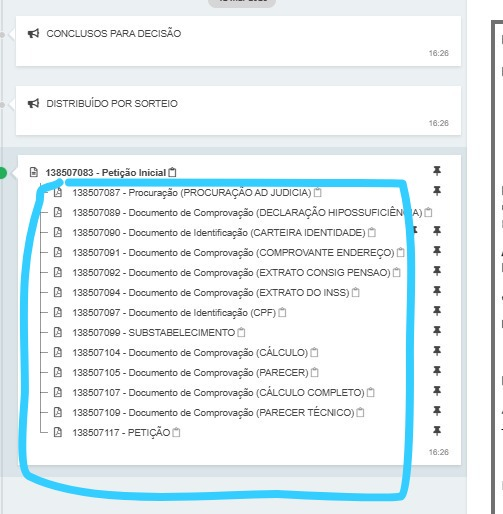 CONCLUSOS PARA DECISÃO
16:26
DISTRIBUÍDO POR SORTEIO
16:26
138507083 - Petição Inicial
138507087 - Procuração (PROCURAÇÃO AD JUDICIA)
138507089 - Documento de Comprovação (DECLARAÇÃO HIPOSSUFICIÊNCIA)
138507090 - Documento de Identificação (CARTEIRA IDENTIDADE)
138507091 - Documento de Comprovação (COMPROVANTE ENDEREÇO)
138507092 - Documento de Comprovação (EXTRATO CONSIG PENSAO)
138507094 - Documento de Comprovação (EXTRATO DO INSS)
138507097 - Documento de Identificação (CPF)
138507099 - SUBSTABELECIMENTO
138507104 - Documento de Comprovação (CÁLCULO)
138507105 - Documento de Comprovação (PARECER)
138507107 - Documento de Comprovação (CÁLCULO COMPLETO)
138507109 - Documento de Comprovação (PARECER TÉCNICO)
138507117 - PETIÇÃO
16:26